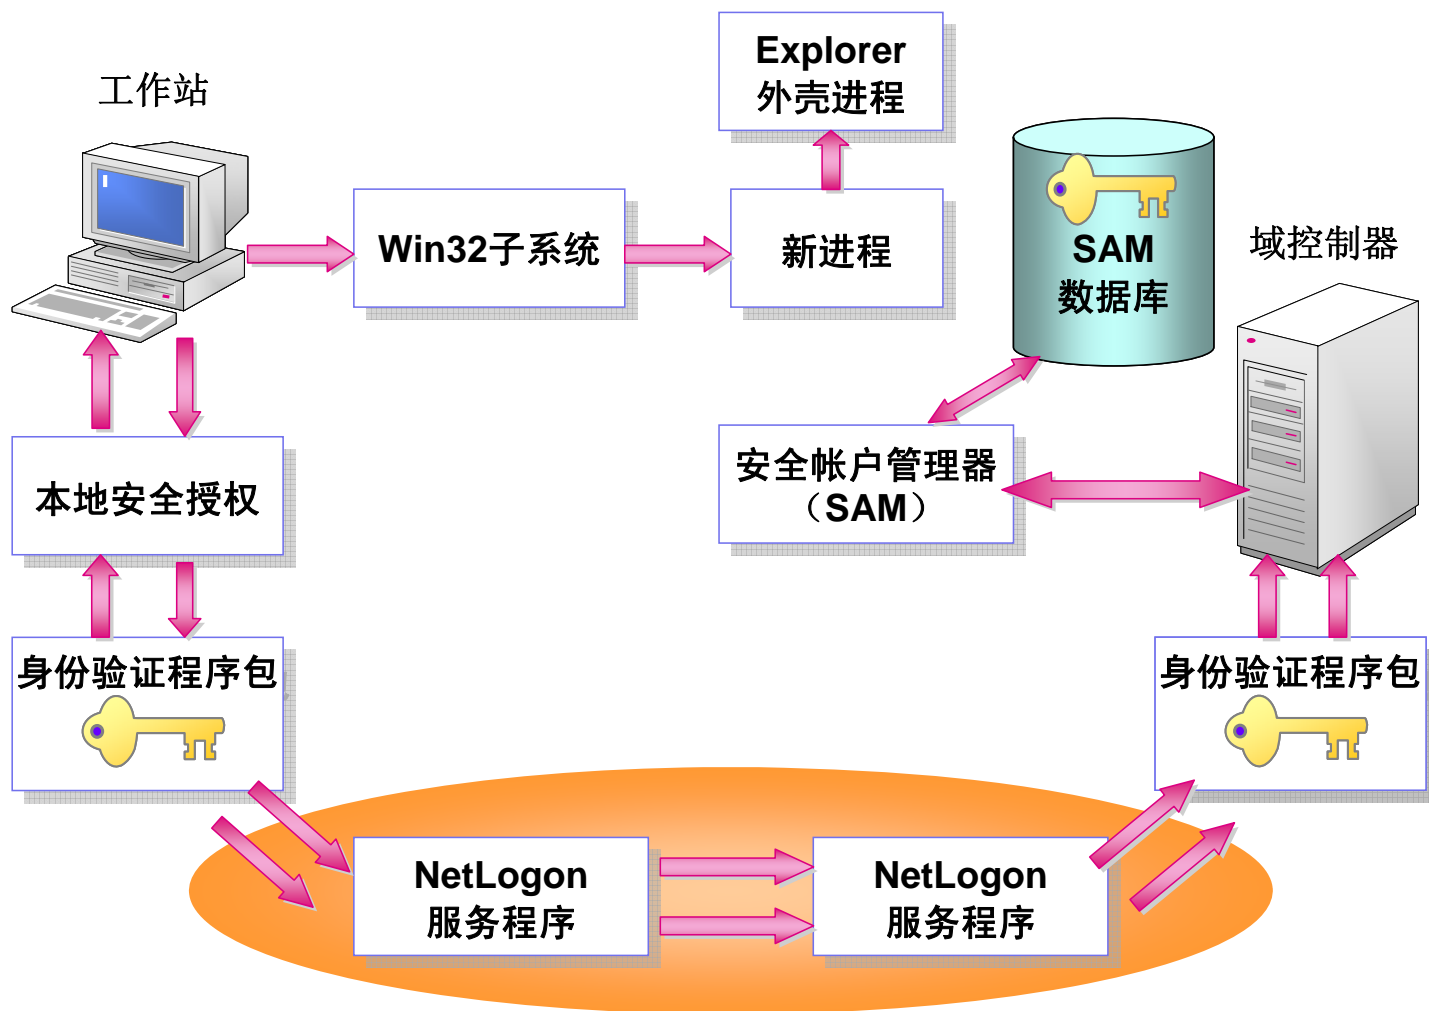 Explorer
外壳进程
工作站
Win32子系统
新进程
SAM
数据库
域控制器
安全帐户管理器
（SAM）
本地安全授权
身份验证程序包
身份验证程序包
NetLogon
服务程序
NetLogon
服务程序